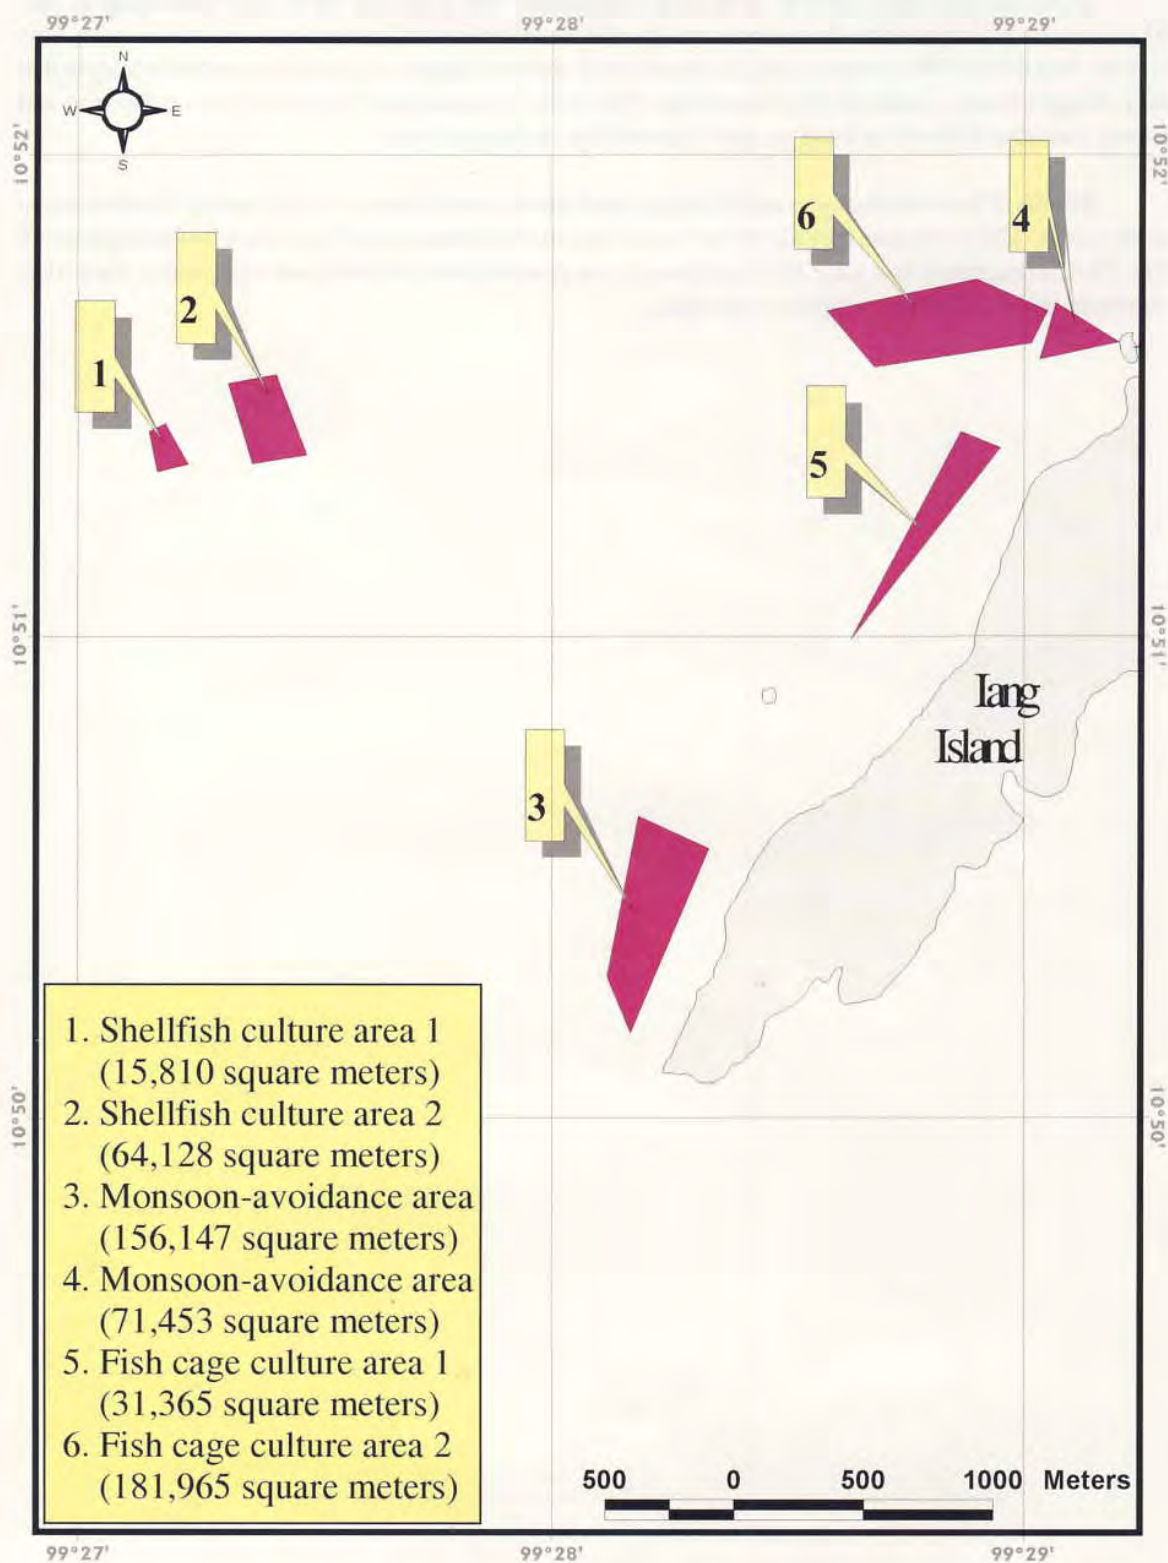 99°27' 99°28' 99°29'
N
W E
S
10°52' 10°52'
6 4
2
1
5
10°51' 10°51'
Iang
Island
3
1. Shellfish culture area 1
(15,810 square meters)
2. Shellfish culture area 2
(64,128 square meters)
3. Monsoon-avoidance area
(156,147 square meters)
4. Monsoon-avoidance area
(71,453 square meters)
5. Fish cage culture area 1
(31,365 square meters)
6. Fish cage culture area 2
(181,965 square meters)
10°50' 10°50'
500 0 500 1000 Meters
99°27' 99°28' 99°29'